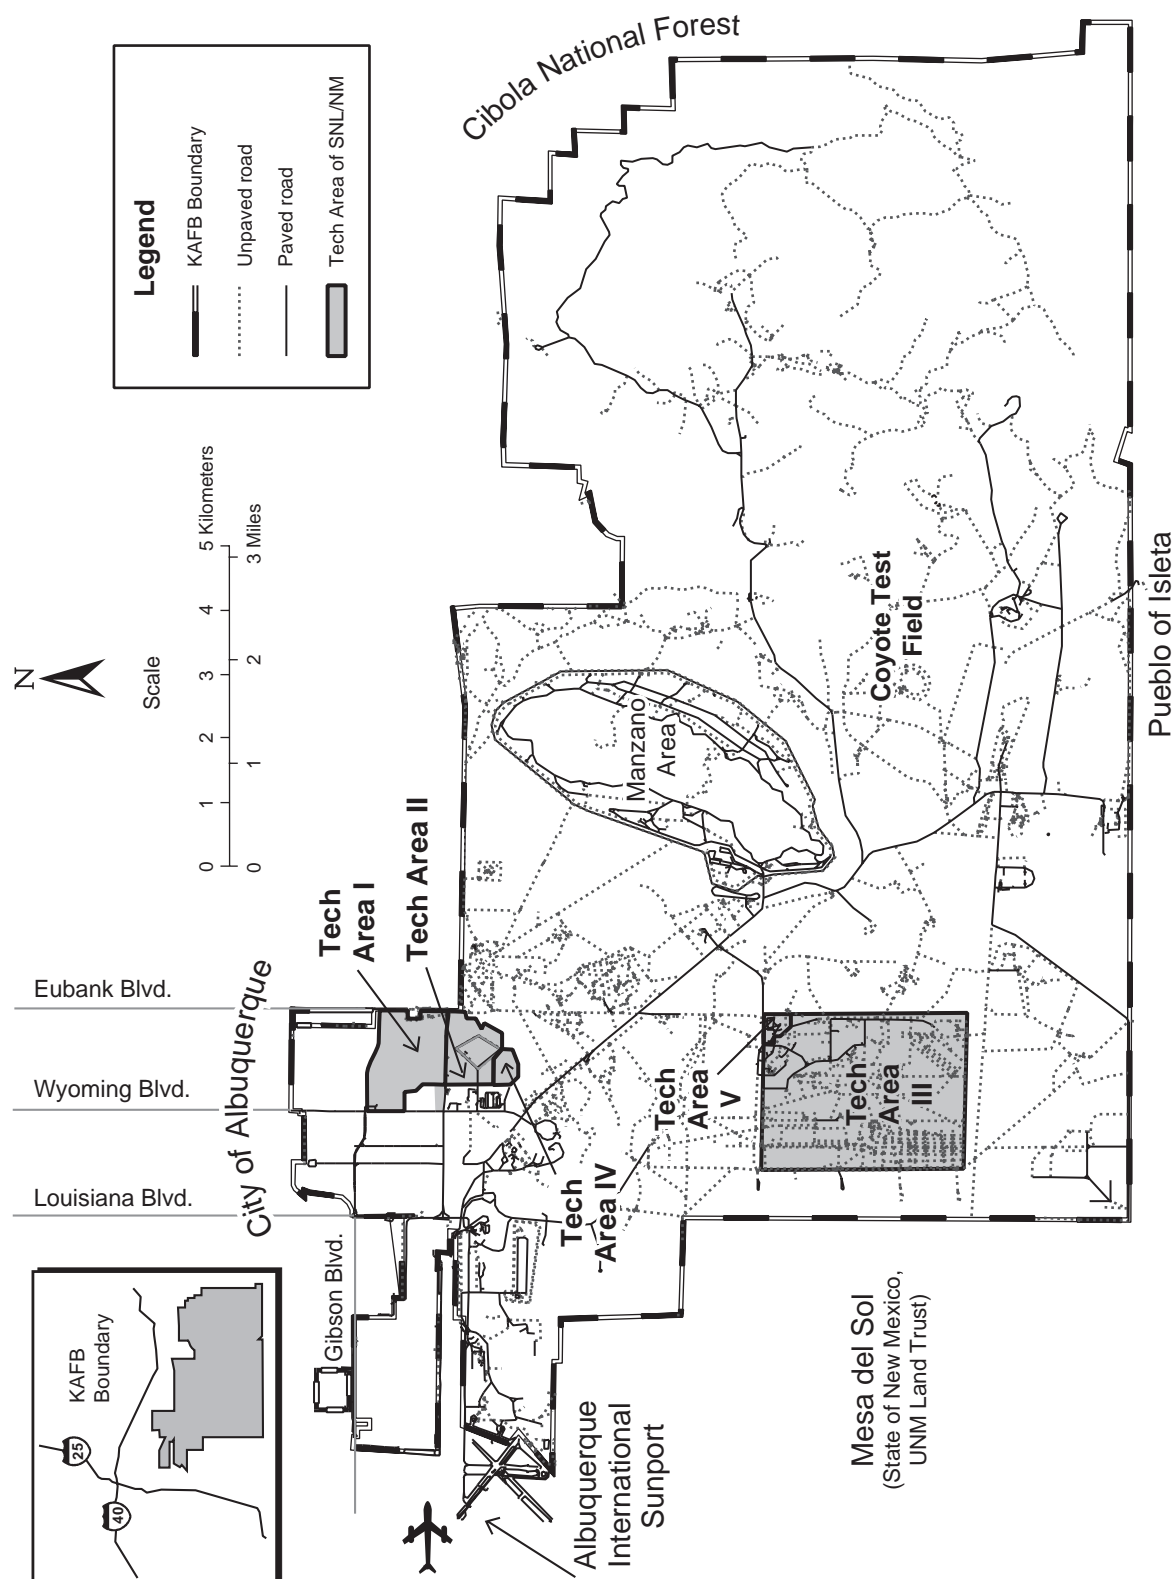 Cibola National Forest
Legend
KAFB Boundary
Unpaved road
Paved road
Tech Area of SNL/NM
N
Scale
0 1 2 3 4 5 Kilometers
0 1 2 3 Miles
Eubank Blvd.
Wyoming Blvd.
Louisiana Blvd.
Gibson Blvd.
City of Albuquerque
Tech
Area I
Tech Area II
Manzano
Area
Coyote Test
Field
Tech
Area IV
Tech
Area
V
Tech
Area
III
Pueblo of Isleta
KAFB
Boundary
25
40
Albuquerque
International
Sunport
Mesa del Sol
(State of New Mexico,
UNM Land Trust)